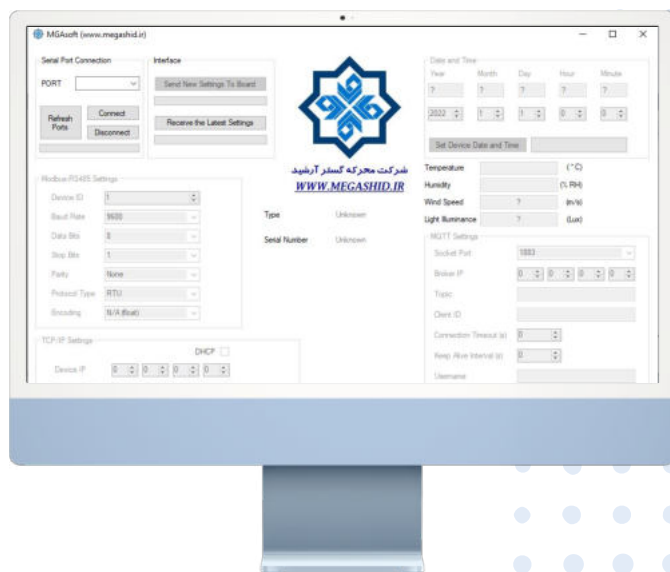 MGAsoft (www.megashid.ir)
Serial Port Connection
PORT
Refresh Ports
Connect
Disconnect
Interface
Send New Settings To Board
Receive the Latest Settings
شرکت محرکه گستر آرشید
WWW.MEGASHID.IR
Type Unknown
Serial Number Unknown
Date and Time
Year Month Day Hour Minute
? ? ? ? ?
2022 1 1 0 0
Set Device Date and Time
Temperature (°C)
Humidity (% RH)
Wind Speed ? (m/s)
Light Illuminance ? (Lux)
Modbus/RS485 Settings
Device ID 1
Baud Rate 9600
Data Bits 8
Stop Bits 1
Parity None
Protocol Type RTU
Encoding N/A (float)
TCP/IP Settings
DHCP
Device IP 0 0 0 0
MQTT Settings
Socket Port 1883
Broker IP 0 0 0 0
Topic
Client ID
Connection Timeout (s) 0
Keep Alive Interval (s) 0
Username